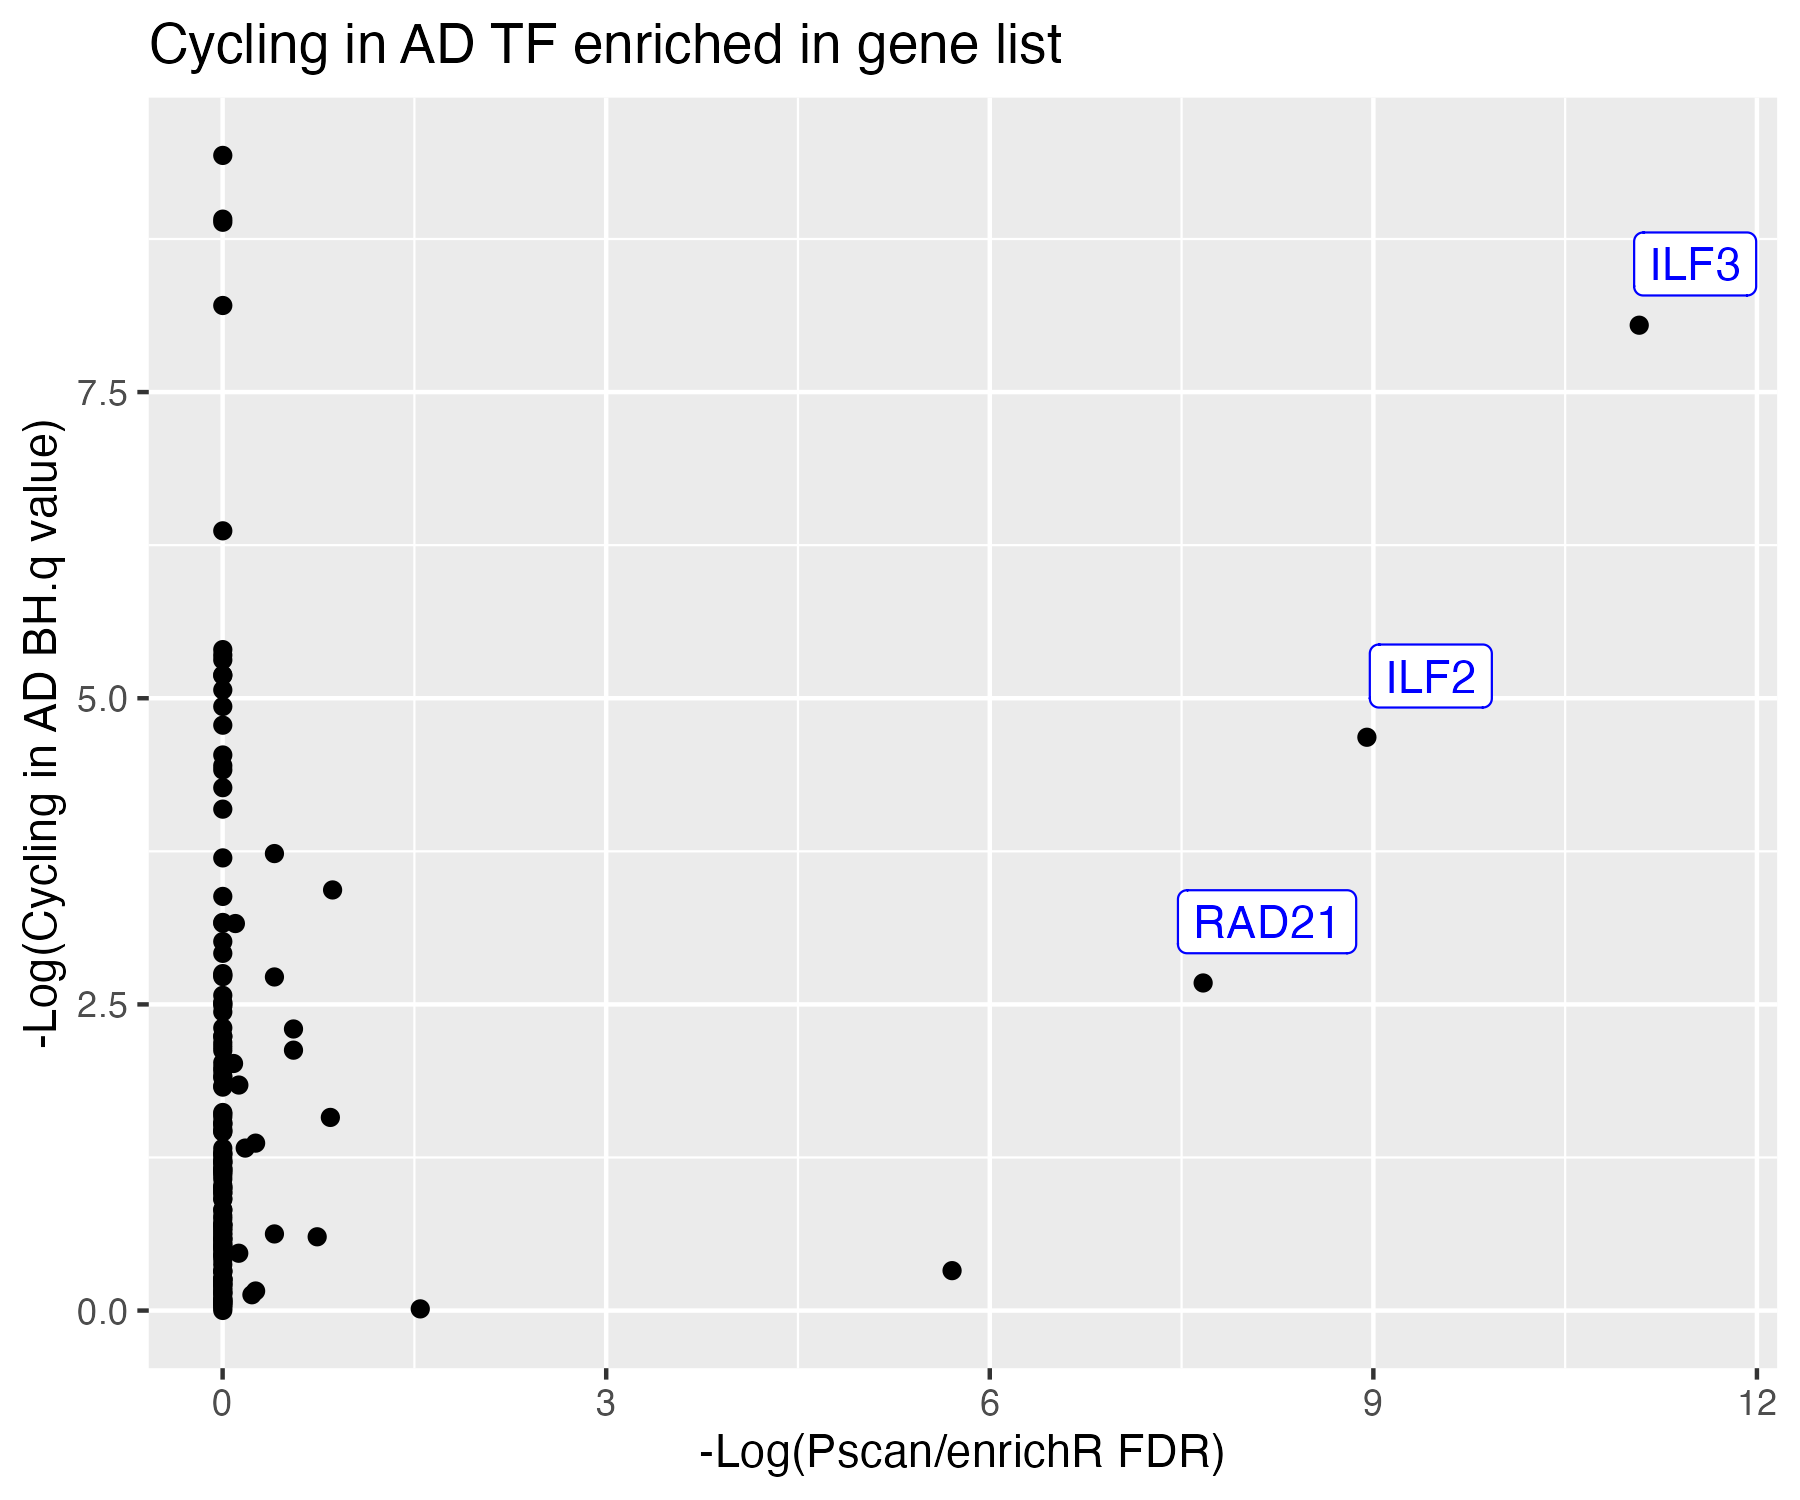 Cycling in AD TF enriched in gene list
-Log(Cycling in AD BH.q value)
7.5
5.0
2.5
0.0
ILF3
ILF2
RAD21
0
3
6
9
12
-Log(Pscan/enrichR FDR)